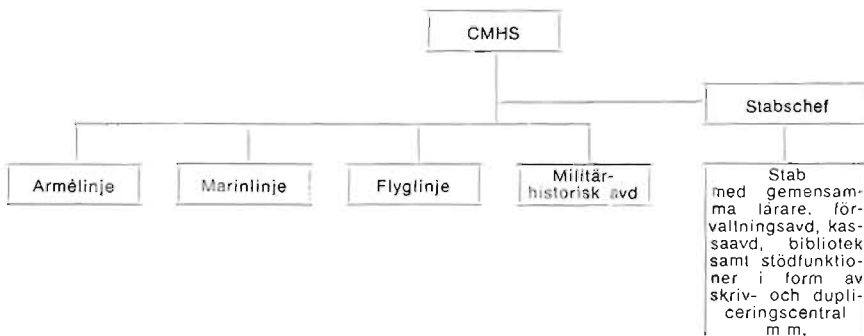 CMHS
Stabschef
Armélinje
Marinlinje
Flyglinje
Militär-
historisk avd
Stab
med gemensam-
ma lärare, för-
valtningsavd, kas-
saavd, bibliotek
samt stödfunktio-
ner i form av
skriv- och dupli-
ceringscentral
m m.